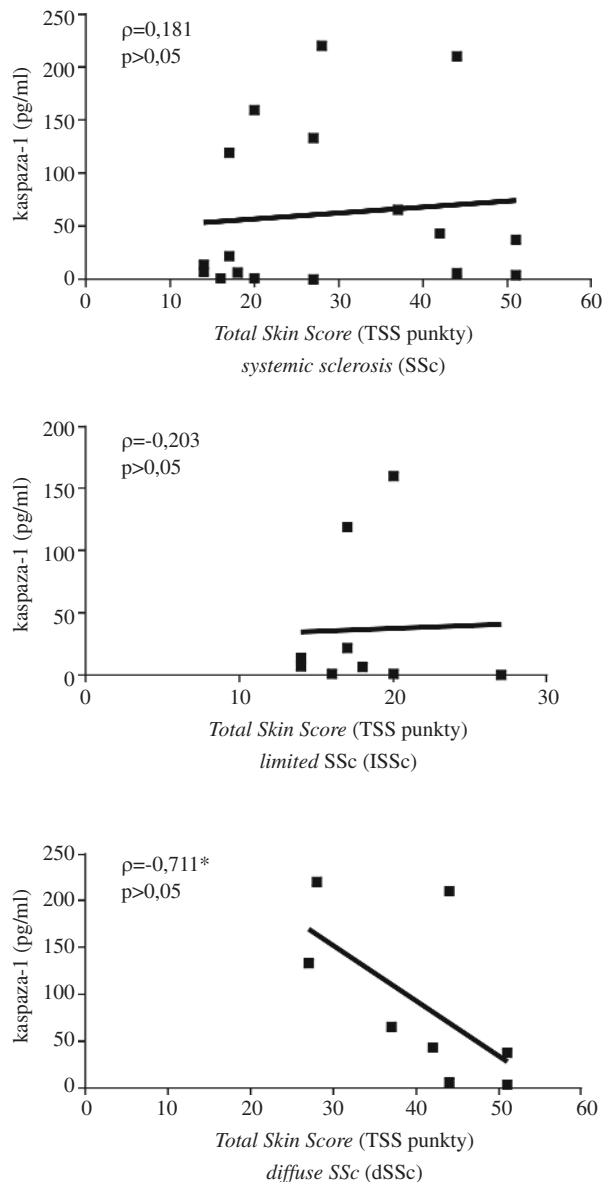 250
200
150
100
50
0
kaspaza-1 (pg/ml)
ρ=0,181
p>0,05
0 10 20 30 40 50 60
Total Skin Score (TSS punkty)
systemic sclerosis (SSc)
200
150
100
50
0
kaspaza-1 (pg/ml)
ρ=-0,203
p>0,05
0 10 20 30
Total Skin Score (TSS punkty)
limited SSc (ISSc)
250
200
150
100
50
0
kaspaza-1 (pg/ml)
ρ=-0,711*
p>0,05
0 10 20 30 40 50 60
Total Skin Score (TSS punkty)
diffuse SSc (dSSc)